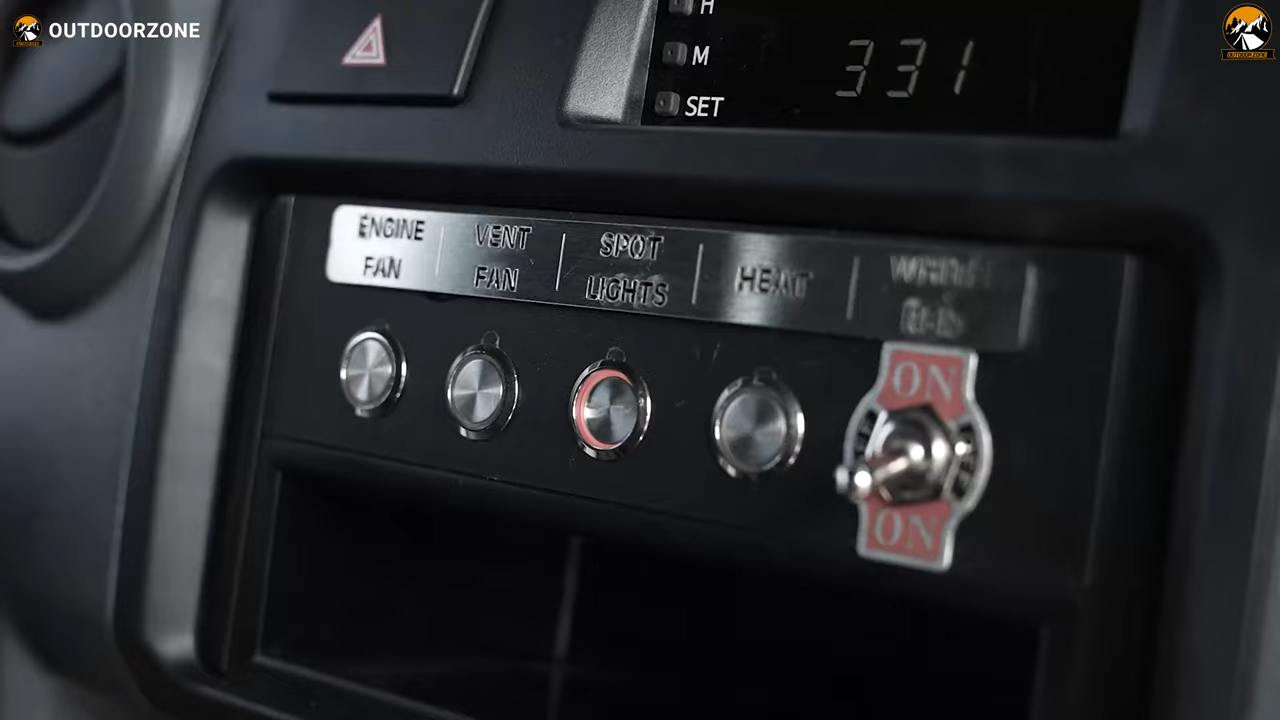 OUTDOORZONE
H
M
SET
331
ENGINE
FAN
VENT
FAN
SPOT
LIGHTS
HEAT
ON
ON